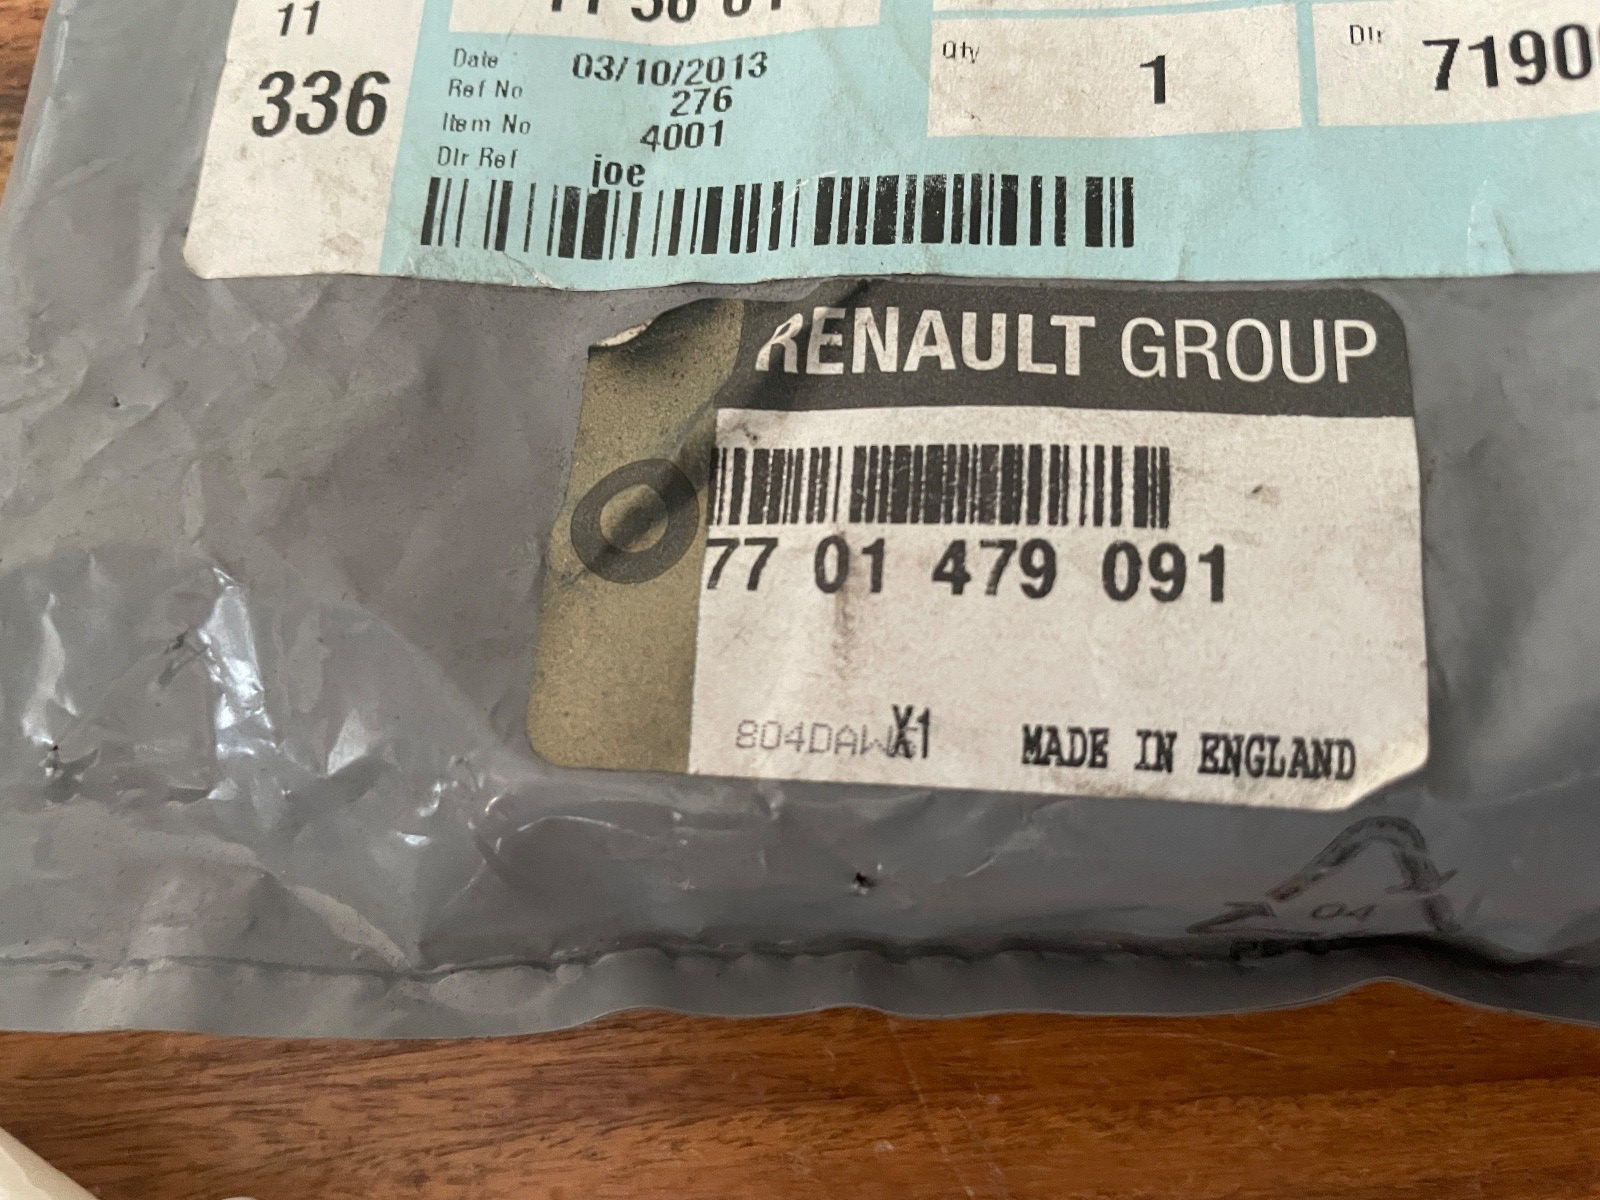 11
336
Date 03/10/2013
Ref No 276
Item No 4001
Dlr Ref joe
Qty 1
Dlr
RENAULT GROUP
77 01 479 091
X1
MADE IN ENGLAND
04